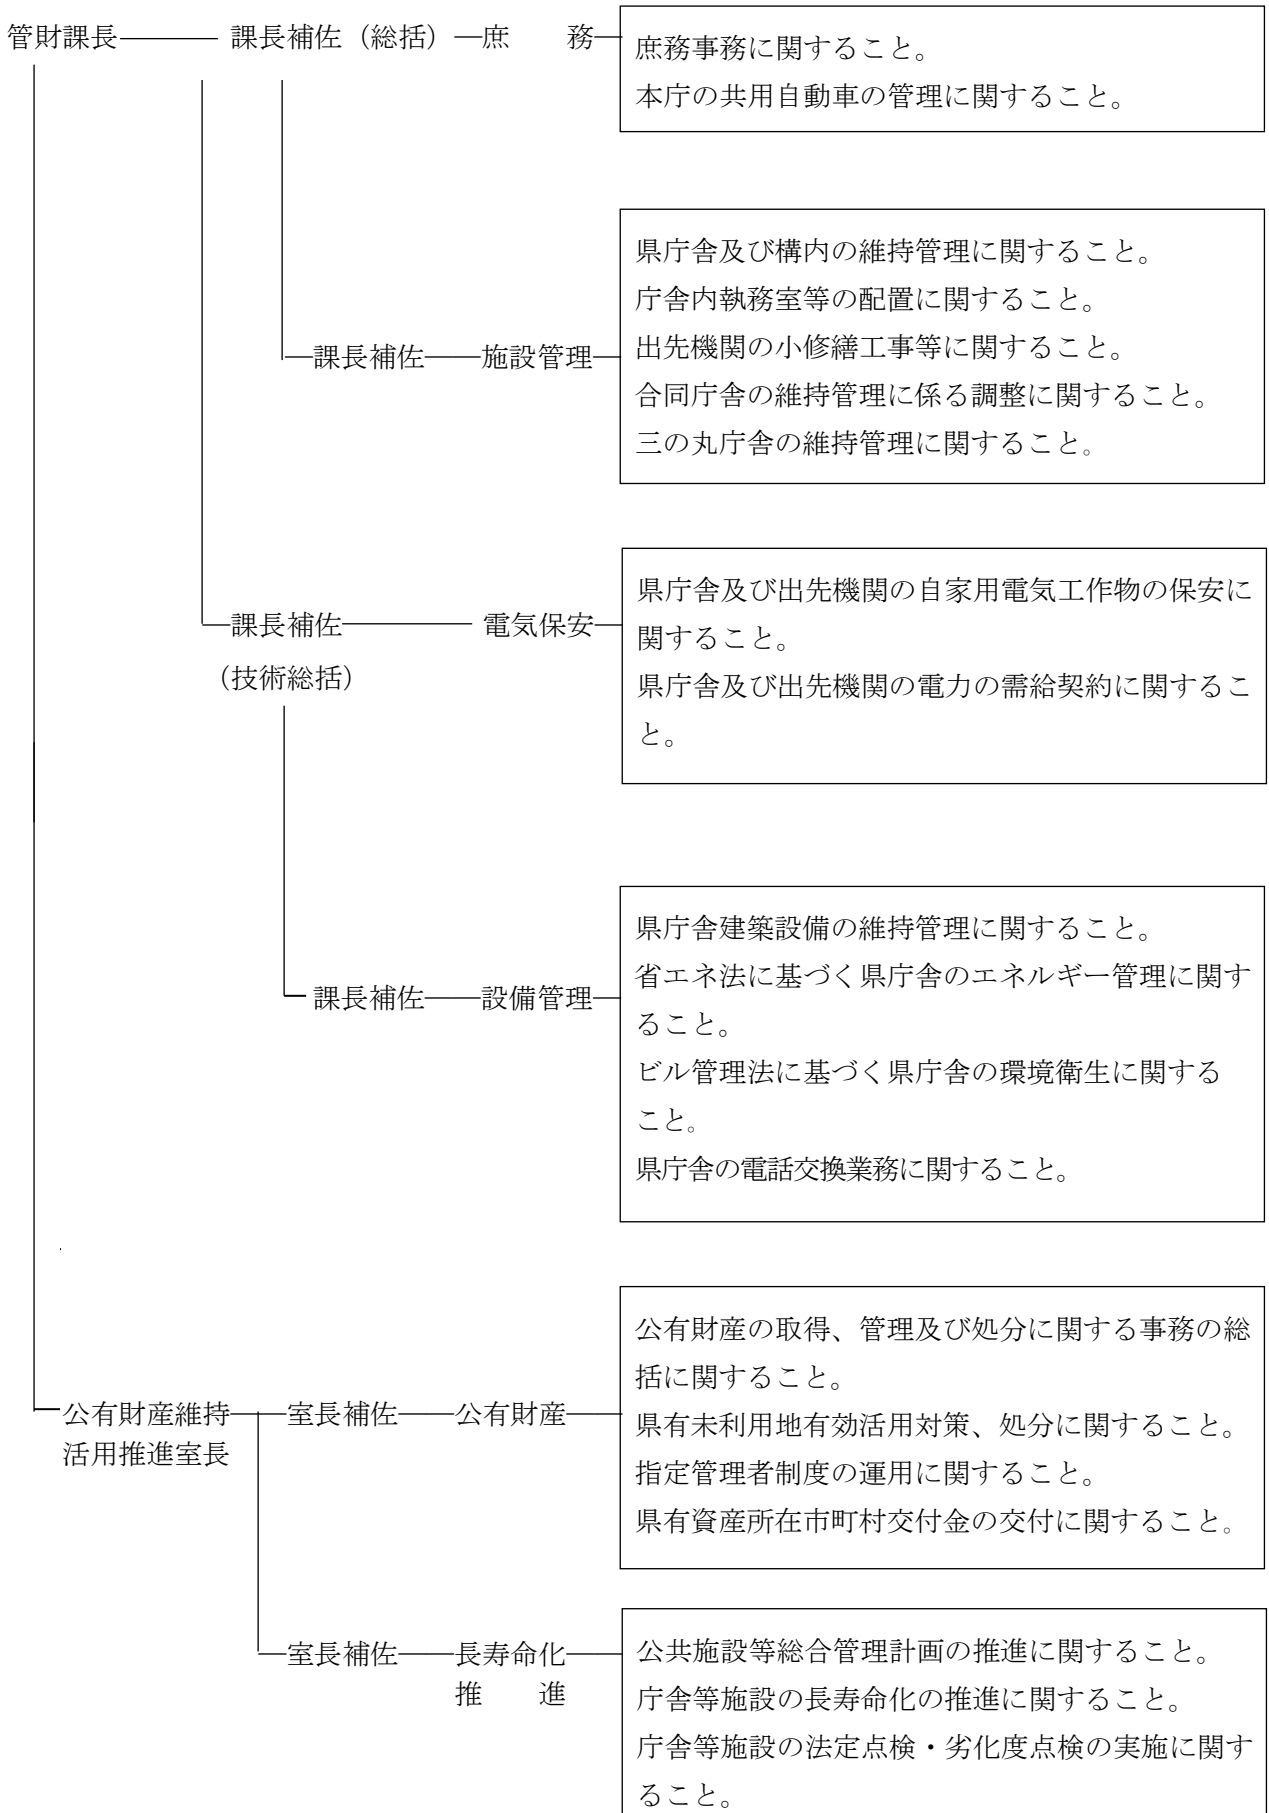 管財課長 課長補佐（総括） 庶　　務
庶務事務に関すること。
本庁の共用自動車の管理に関すること。
課長補佐 施設管理
県庁舎及び構内の維持管理に関すること。
庁舎内執務室等の配置に関すること。
出先機関の小修繕工事等に関すること。
合同庁舎の維持管理に係る調整に関すること。
三の丸庁舎の維持管理に関すること。
課長補佐 電気保安
（技術総括）
県庁舎及び出先機関の自家用電気工作物の保安に
関すること。
県庁舎及び出先機関の電力の需給契約に関するこ
と。
課長補佐 設備管理
県庁舎建築設備の維持管理に関すること。
省エネ法に基づく県庁舎のエネルギー管理に関す
ること。
ビル管理法に基づく県庁舎の環境衛生に関する
こと。
県庁舎の電話交換業務に関すること。
公有財産維持
活用推進室長
室長補佐 公有財産
公有財産の取得、管理及び処分に関する事務の総
括に関すること。
県有未利用地有効活用対策、処分に関すること。
指定管理者制度の運用に関すること。
県有資産所在市町村交付金の交付に関すること。
室長補佐 長寿命化
推　　進
公共施設等総合管理計画の推進に関すること。
庁舎等施設の長寿命化の推進に関すること。
庁舎等施設の法定点検・劣化度点検の実施に関す
ること。